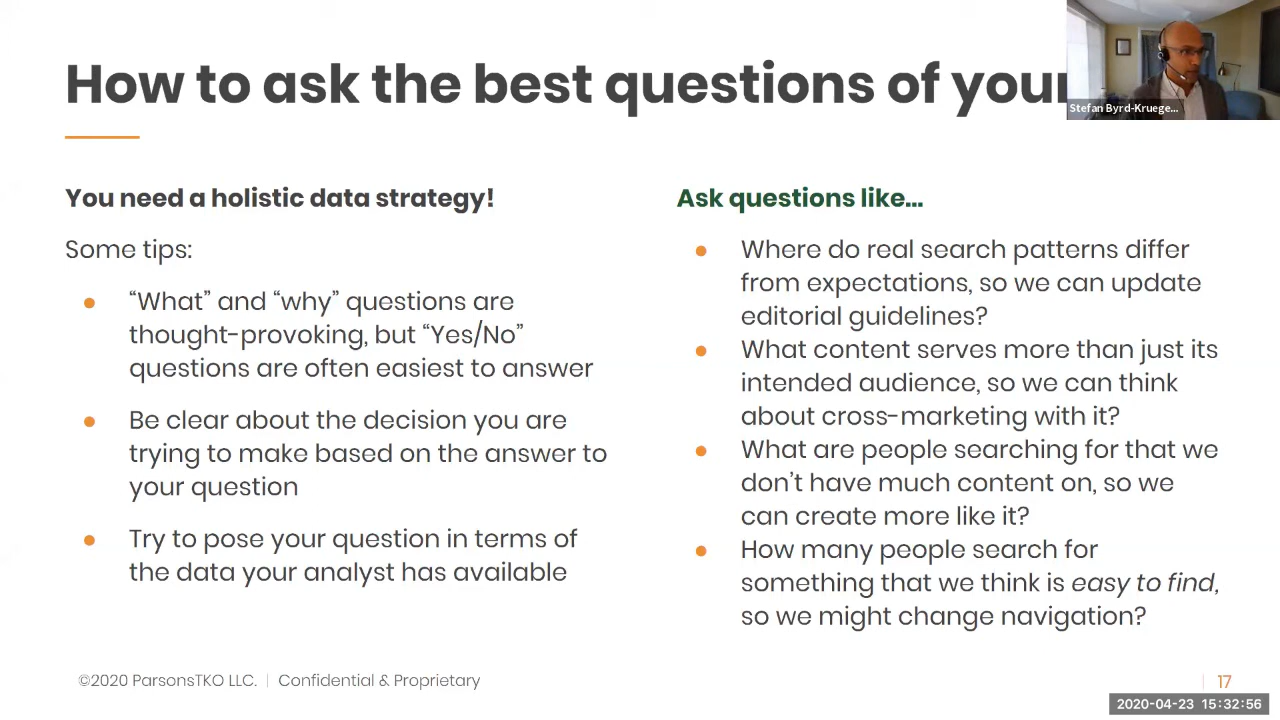 How to ask the best questions of your
Stefan Byrd-Kruege...
You need a holistic data strategy!
Some tips:
● “What” and “why” questions are
thought-provoking, but “Yes/No”
questions are often easiest to answer
● Be clear about the decision you are
trying to make based on the answer to
your question
● Try to pose your question in terms of
the data your analyst has available
Ask questions like...
● Where do real search patterns differ
from expectations, so we can update
editorial guidelines?
● What content serves more than just its
intended audience, so we can think
about cross-marketing with it?
● What are people searching for that we
don’t have much content on, so we
can create more like it?
● How many people search for
something that we think is easy to find,
so we might change navigation?
©2020 ParsonsTKO LLC. | Confidential & Proprietary
| 17
2020-04-23 15:32:56